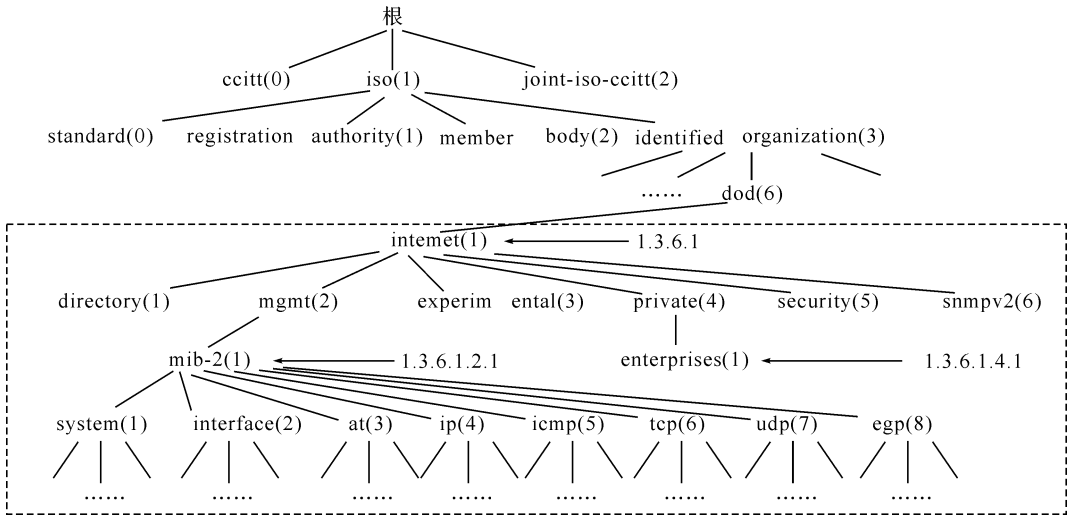 根
ccitt(0) iso(1) joint-iso-ccitt(2)
standard(0) registration authority(1) member body(2) identified organization(3)
…… dod(6)
intemet(1) 1.3.6.1
directory(1) mgmt(2) experim ental(3) private(4) security(5) snmpv2(6)
mib-2(1) 1.3.6.1.2.1 enterprises(1) 1.3.6.1.4.1
system(1) interface(2) at(3) ip(4) icmp(5) tcp(6) udp(7) egp(8)
…… …… …… …… …… …… …… ……